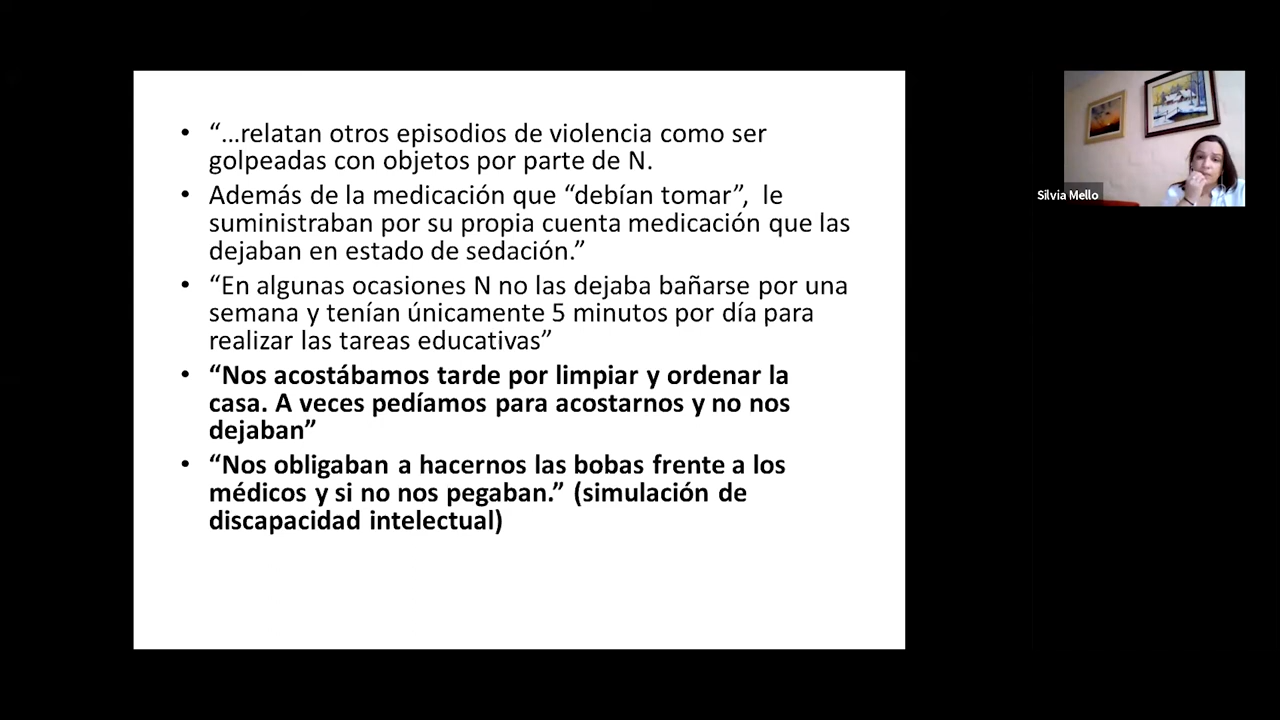 • “…relatan otros episodios de violencia como ser
golpeadas con objetos por parte de N.
• Además de la medicación que “debían tomar”, le
suministraban por su propia cuenta medicación que las
dejaban en estado de sedación.”
• “En algunas ocasiones N no las dejaba bañarse por una
semana y tenían únicamente 5 minutos por día para
realizar las tareas educativas”
• “Nos acostábamos tarde por limpiar y ordenar la
casa. A veces pedíamos para acostarnos y no nos
dejaban”
• “Nos obligaban a hacernos las bobas frente a los
médicos y si no nos pegaban.” (simulación de
discapacidad intelectual)
Silvia Mello